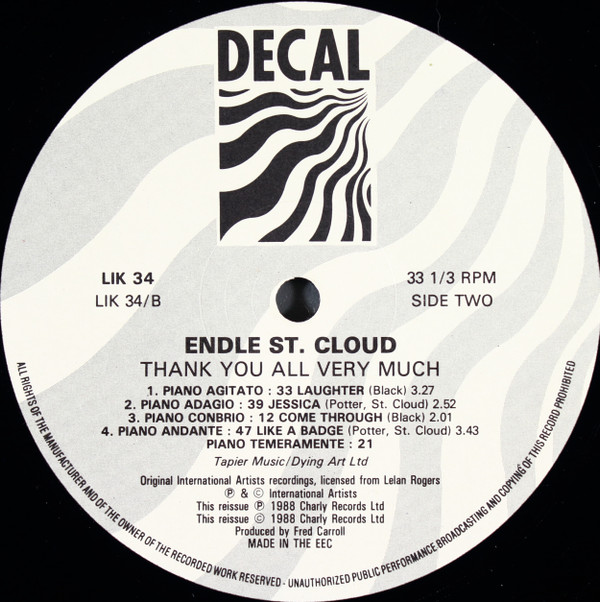 DECAL
LIK 34
33 1/3 RPM
LIK 34/B
SIDE TWO
ENDLE ST. CLOUD
THANK YOU ALL VERY MUCH
1. PIANO AGITATO : 33 LAUGHTER (Black) 3.27
2. PIANO ADAGIO : 39 JESSICA (Potter, St. Cloud) 2.52
3. PIANO CONBRIO : 12 COME THROUGH (Black) 2.01
4. PIANO ANDANTE : 47 LIKE A BADGE (Potter, St. Cloud) 3.43
PIANO TEMERAMENTE : 21
Tapier Music/Dying Art Ltd
Original International Artists recordings, licensed from Lelan Rogers
℗ & © International Artists
This reissue ℗ 1988 Charly Records Ltd
This reissue © 1988 Charly Records Ltd
Produced by Fred Carroll
MADE IN THE EEC
ALL RIGHTS OF THE MANUFACTURER AND OF THE OWNER OF THE RECORDED WORK RESERVED - UNAUTHORIZED PUBLIC PERFORMANCE BROADCASTING AND COPYING OF THIS RECORD PROHIBITED